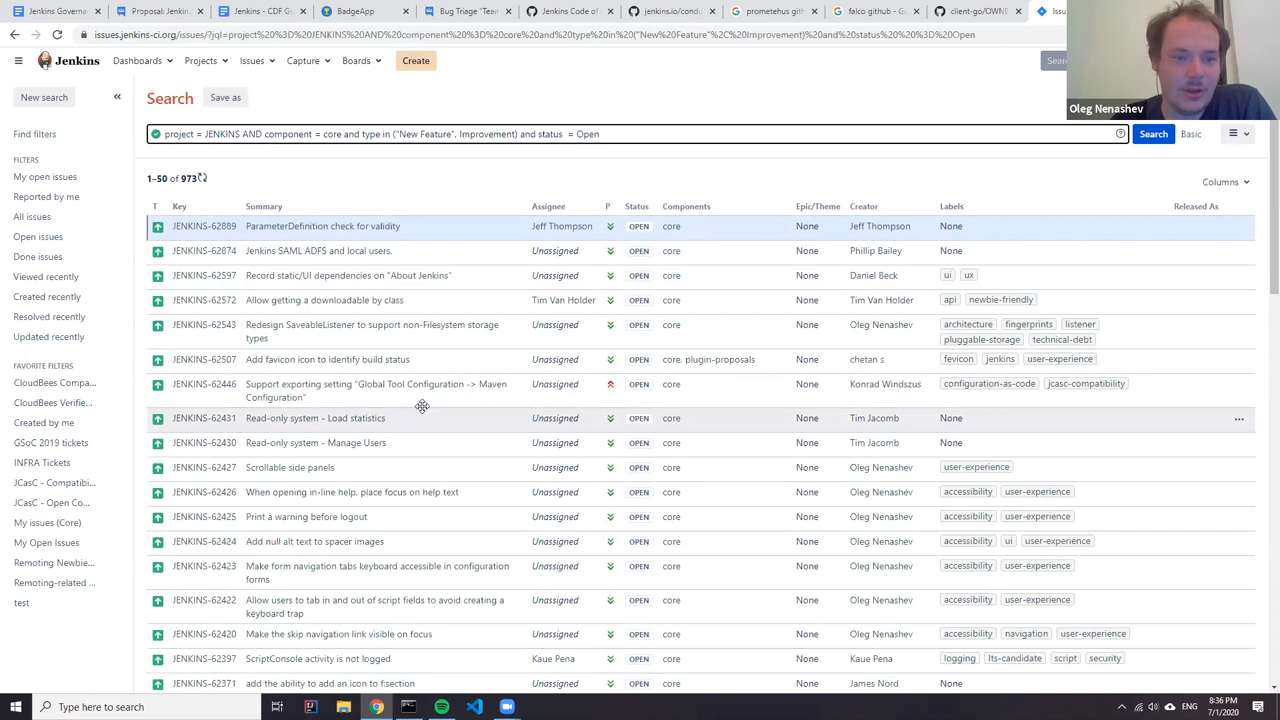 Jenkins Governa
Proposal: Jenkins
Jenkins - CDF G
BadgeApp
Bug Triage "Team
Jenkins Code of
jenkins.io/condu
prometehus gith
falco github - G
client-go/OWNE
Issu
issues.jenkins-ci.org/issues/?jql=project%20%3D%20JENKINS%20AND%20component%20%3D%20core%20and%20type%20in%20("New%20Feature"%2C%20Improvement)%20and%20status%20%20%3D%20Open
Jenkins Dashboards Projects Issues Capture Boards Create
Sear
Oleg Nenashev
New search
Find filters
FILTERS
My open issues
Reported by me
All issues
Open issues
Done issues
Viewed recently
Created recently
Resolved recently
Updated recently
FAVORITE FILTERS
CloudBees Compa...
CloudBees Verifie...
Created by me
GSoC 2019 tickets
INFRA Tickets
JCasC - Compatibi...
JCasC - Open Co...
My issues (Core)
My Open Issues
Remoting Newbie...
Remoting-related ...
test
Search Save as
project = JENKINS AND component = core and type in ("New Feature", Improvement) and status = Open
Search Basic
1–50 of 973
Columns
T Key Summary Assignee P Status Components Epic/Theme Creator Labels Released As
JENKINS-62889 ParameterDefinition check for validity Jeff Thompson OPEN core None Jeff Thompson None
JENKINS-62874 Jenkins SAML ADFS and local users. Unassigned OPEN core None Phillip Bailey None
JENKINS-62597 Record static/UI dependencies on "About Jenkins" Unassigned OPEN core None Daniel Beck ui ux
JENKINS-62572 Allow getting a downloadable by class Tim Van Holder OPEN core None Tim Van Holder api newbie-friendly
JENKINS-62543 Redesign SaveableListener to support non-Filesystem storage Unassigned OPEN core None Oleg Nenashev architecture fingerprints listener
types pluggable-storage technical-debt
JENKINS-62507 Add favicon icon to identify build status Unassigned OPEN core, plugin-proposals None chetan s fevicon jenkins user-experience
JENKINS-62446 Support exporting setting "Global Tool Configuration -> Maven Unassigned OPEN core None Konrad Windszus configuration-as-code jcasc-compatibility
Configuration"
JENKINS-62431 Read-only system - Load statistics Unassigned OPEN core None Tim Jacomb None
JENKINS-62430 Read-only system - Manage Users Unassigned OPEN core None Tim Jacomb None
JENKINS-62427 Scrollable side panels Unassigned OPEN core None Oleg Nenashev user-experience
JENKINS-62426 When opening in-line help, place focus on help text Unassigned OPEN core None Oleg Nenashev accessibility user-experience
JENKINS-62425 Print a warning before logout Unassigned OPEN core None Oleg Nenashev accessibility user-experience
JENKINS-62424 Add null alt text to spacer images Unassigned OPEN core None Oleg Nenashev accessibility ui user-experience
JENKINS-62423 Make form navigation tabs keyboard accessible in configuration Unassigned OPEN core None Oleg Nenashev accessibility user-experience
forms
JENKINS-62422 Allow users to tab in and out of script fields to avoid creating a Unassigned OPEN core None Oleg Nenashev accessibility user-experience
keyboard trap
JENKINS-62420 Make the skip navigation link visible on focus Unassigned OPEN core None Oleg Nenashev accessibility navigation user-experience
JENKINS-62397 ScriptConsole activity is not logged Kaue Pena OPEN core None Kaue Pena logging lts-candidate script security
JENKINS-62371 add the ability to add an icon to f:section Unassigned OPEN core None James Nord None
Type here to search
8:36 PM
7/1/2020